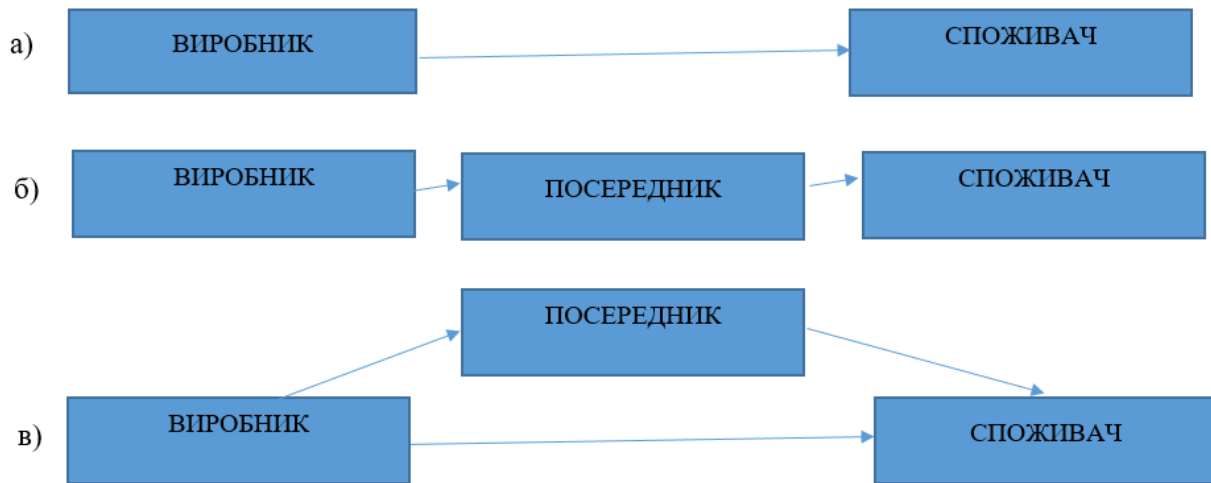 а) ВИРОБНИК СПОЖИВАЧ
б) ВИРОБНИК ПОСЕРЕДНИК СПОЖИВАЧ
ПОСЕРЕДНИК
в) ВИРОБНИК СПОЖИВАЧ